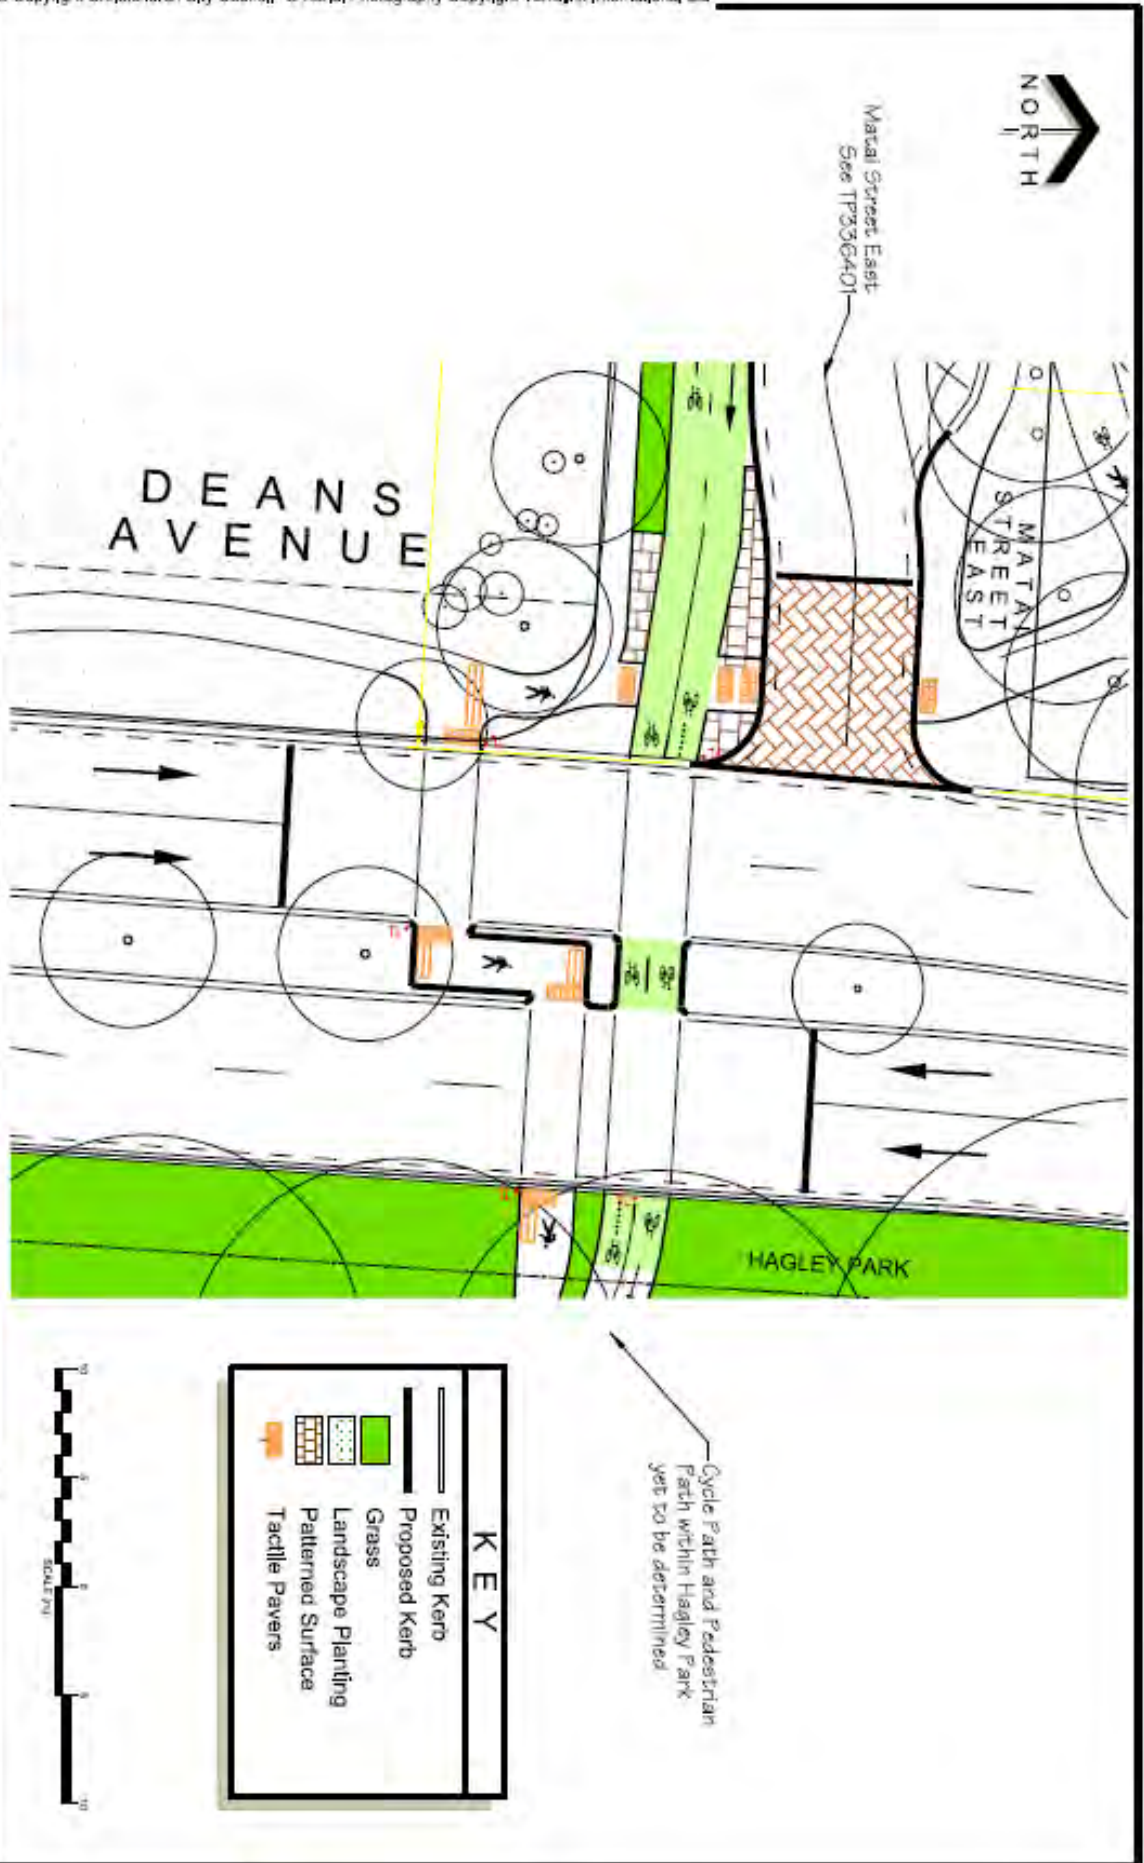 NORTH
Matai Street East
See TP336401
MATAI
STREET
EAST
DEANS
AVENUE
HAGLEY PARK
Cycle Path and Pedestrian
Path within Hagley Park
yet to be determined
KEY
Existing Kerb
Proposed Kerb
Grass
Landscape Planting
Patterned Surface
Tactile Pavers
10